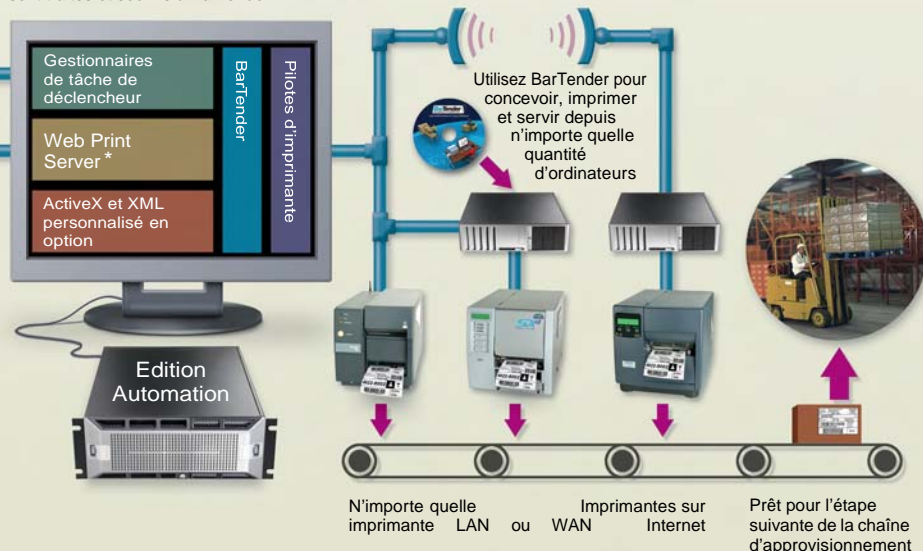 Gestionnaires
de tâche de
déclencheur
Web Print
Server*
ActiveX et XML
personnalisé en
option
BarTender
Pilotes d'imprimante
Utilisez BarTender pour
concevoir, imprimer
et servir depuis
n'importe quelle
quantité
d'ordinateurs
BarTender
Edition
Automation
N'importe quelle
imprimante LAN ou WAN
Imprimantes sur
Internet
Prêt pour l'étape
suivante de la chaîne
d'approvisionnement